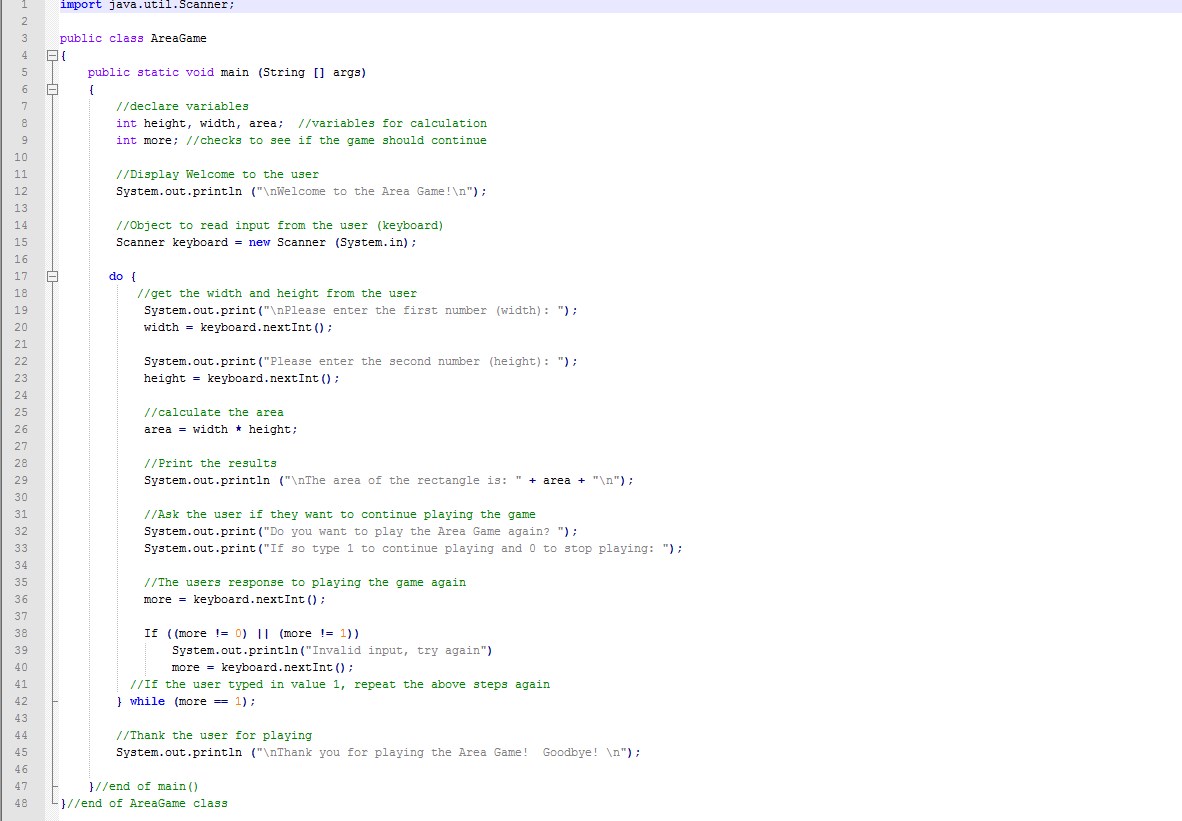 1 import java.util.Scanner;
2
3 public class AreaGame
4 {
5 public static void main (String [] args)
6 {
7 //declare variables
8 int height, width, area;  //variables for calculation
9 int more; //checks to see if the game should continue
10
11 //Display Welcome to the user
12 System.out.println ("\nWelcome to the Area Game!\n");
13
14 //Object to read input from the user (keyboard)
15 Scanner keyboard = new Scanner (System.in);
16
17 do {
18 //get the width and height from the user
19 System.out.print("\nPlease enter the first number (width): ");
20 width = keyboard.nextInt();
21
22 System.out.print("Please enter the second number (height): ");
23 height = keyboard.nextInt();
24
25 //calculate the area
26 area = width * height;
27
28 //Print the results
29 System.out.println ("\nThe area of the rectangle is: " + area + "\n");
30
31 //Ask the user if they want to continue playing the game
32 System.out.print("Do you want to play the Area Game again? ");
33 System.out.print("If so type 1 to continue playing and 0 to stop playing: ");
34
35 //The users response to playing the game again
36 more = keyboard.nextInt();
37
38 If ((more != 0) || (more != 1))
39 System.out.println("Invalid input, try again")
40 more = keyboard.nextInt();
41 //If the user typed in value 1, repeat the above steps again
42 } while (more == 1);
43
44 //Thank the user for playing
45 System.out.println ("\nThank you for playing the Area Game!  Goodbye! \n");
46
47 }//end of main()
48 }//end of AreaGame class